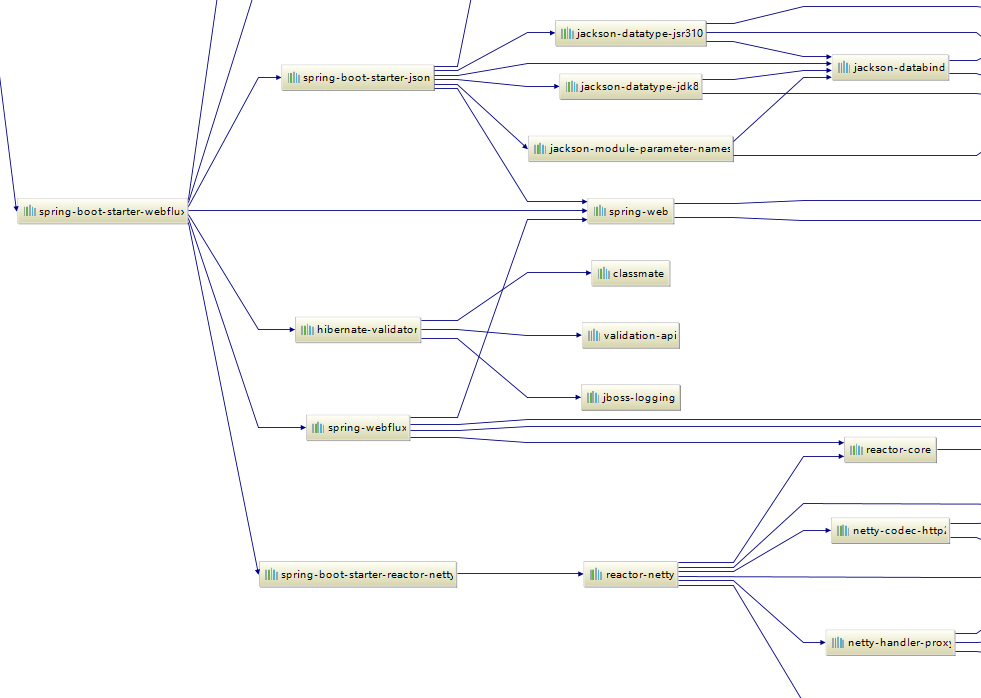 jackson-datatype-jsr310
spring-boot-starter-json
jackson-databind
jackson-datatype-jdk8
jackson-module-parameter-names
spring-boot-starter-webflux
spring-web
classmate
hibernate-validator
validation-api
jboss-logging
spring-webflux
reactor-core
netty-codec-http2
spring-boot-starter-reactor-netty
reactor-netty
netty-handler-proxy